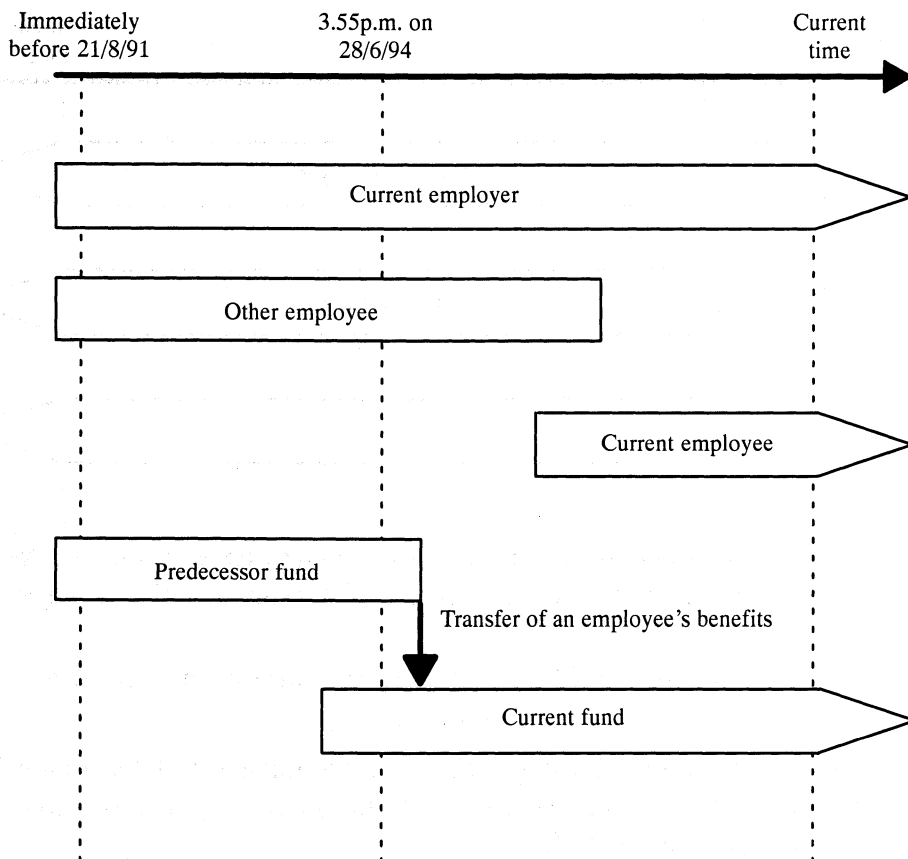 Immediately
before 21/8/91
3.55p.m. on
28/6/94
Current
time
Current employer
Other employee
Current employee
Predecessor fund
Transfer of an employee's benefits
Current fund